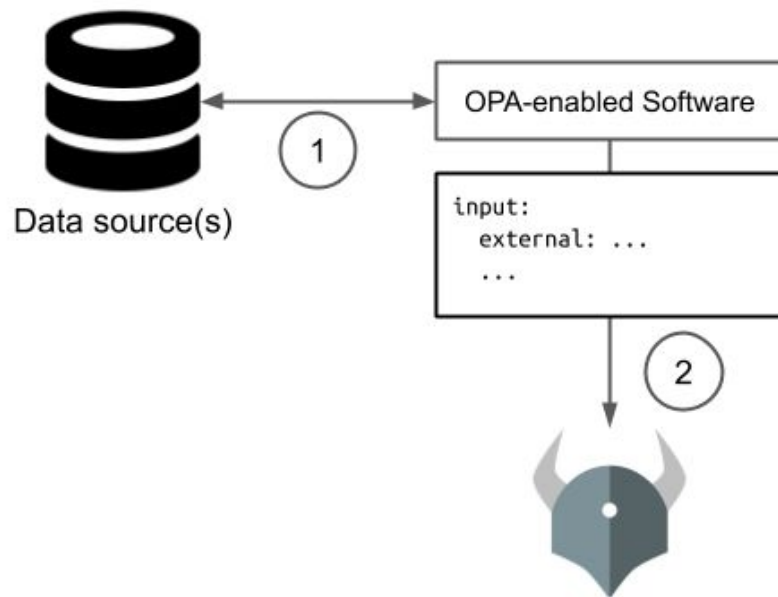 OPA-enabled Software
1
Data source(s)
input:
  external: ...
  ...
2